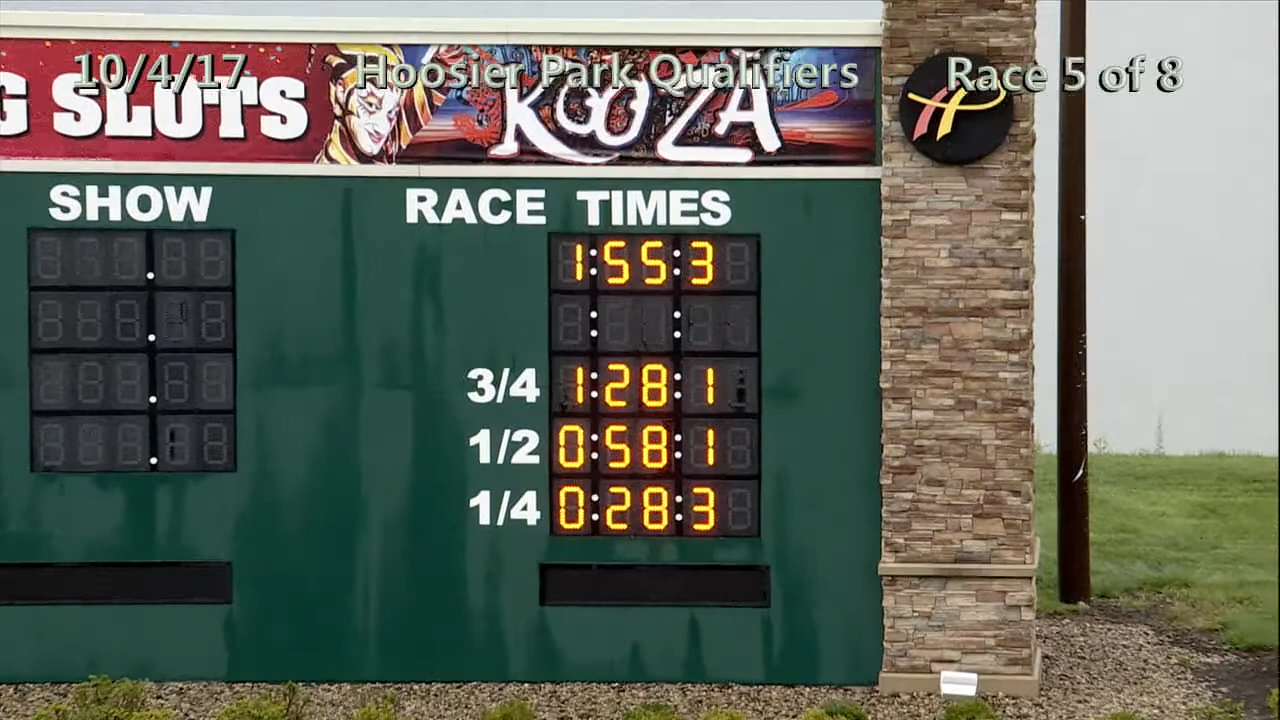 10/4/17 Hoosier Park Qualifiers Race 5 of 8
G SLOTS KOOZA
SHOW RACE TIMES
1:55:3
3/4 1:28:1
1/2 0:58:1
1/4 0:28:3